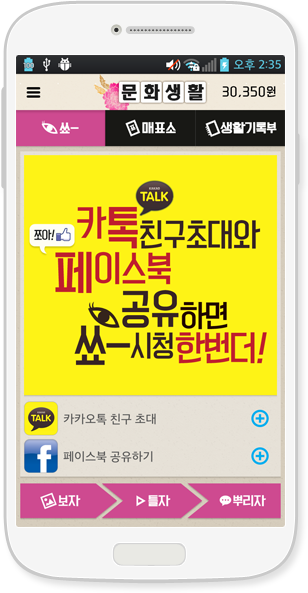 오후 2:35
문화생활
30,350원
쑈ー
매표소
생활기록부
TALK
쪼아!
카톡친구초대와
페이스북
공유하면
쑈ー시청한번더!
TALK
카카오톡 친구 초대
페이스북 공유하기
보자
틀자
뿌리자